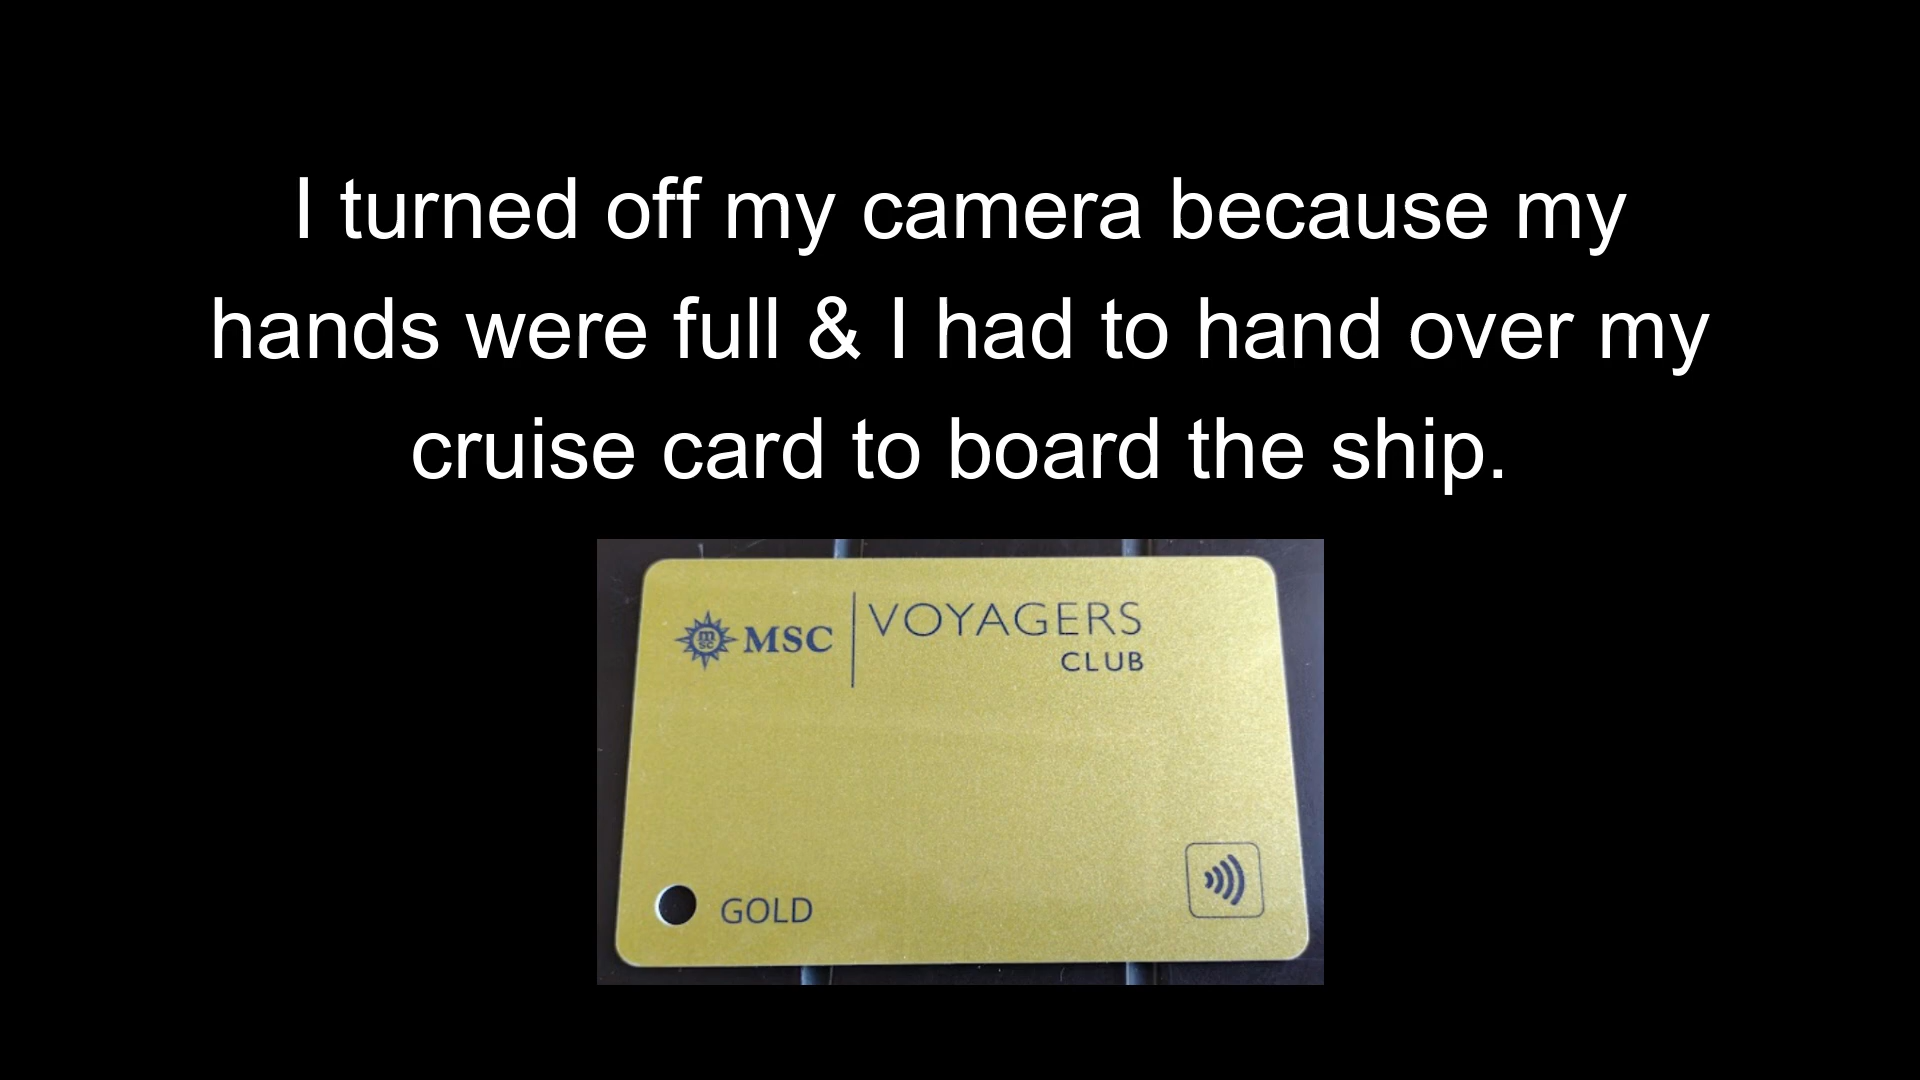 I turned off my camera because my
hands were full & I had to hand over my
cruise card to board the ship.
MSC
MSC VOYAGERS
CLUB
GOLD